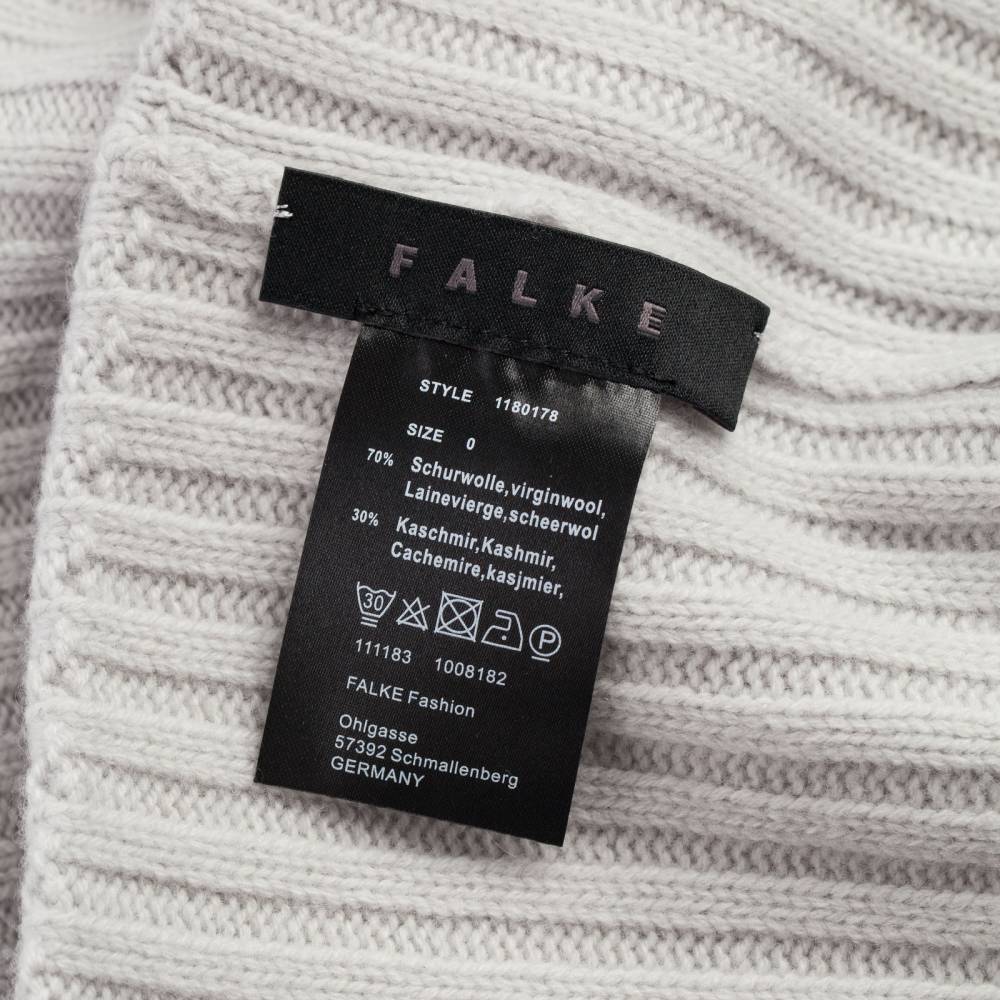 FALKE
STYLE 1180178
SIZE 0
70% Schurwolle,virginwool,
Lainevierge,scheerwol
30% Kaschmir,Kashmir,
Cachemire,kasjmier,
30 P
111183 1008182
FALKE Fashion
Ohlgasse
57392 Schmallenberg
GERMANY